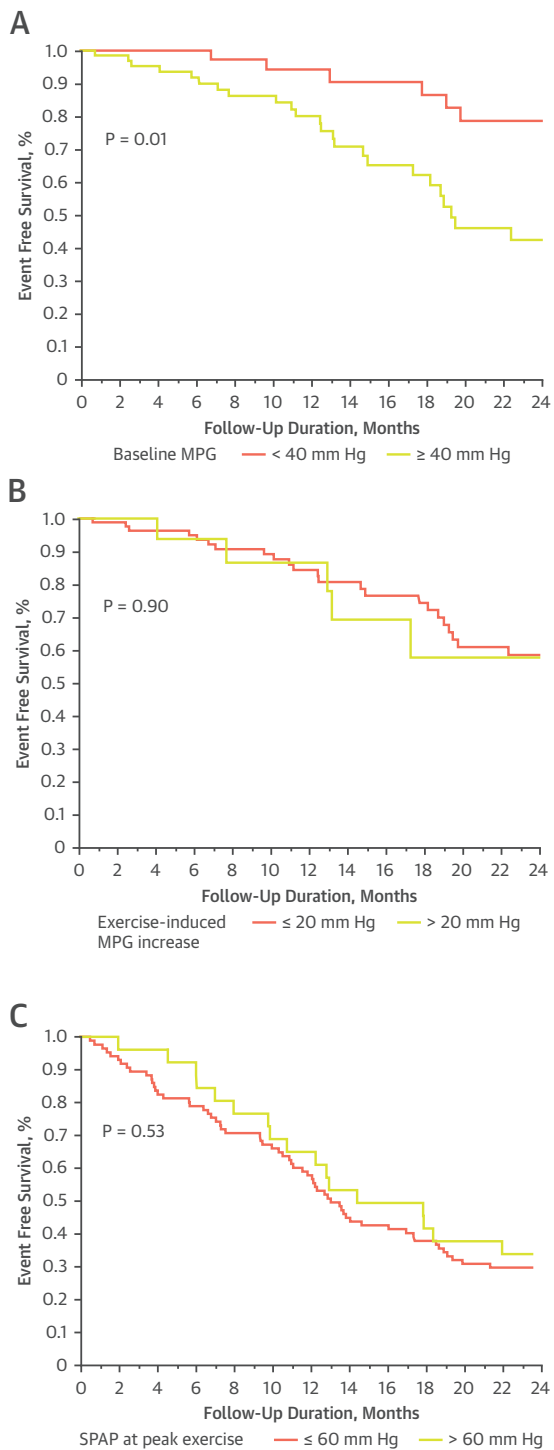 A
1.0
0.9
0.8
0.7
0.6
0.5
0.4
0.3
0.2
0.1
0
Event Free Survival, %
P = 0.01
0 2 4 6 8 10 12 14 16 18 20 22 24
Follow-Up Duration, Months
Baseline MPG < 40 mm Hg ≥ 40 mm Hg
B
1.0
0.9
0.8
0.7
0.6
0.5
0.4
0.3
0.2
0.1
0
Event Free Survival, %
P = 0.90
0 2 4 6 8 10 12 14 16 18 20 22 24
Follow-Up Duration, Months
Exercise-induced
MPG increase ≤ 20 mm Hg > 20 mm Hg
C
1.0
0.9
0.8
0.7
0.6
0.5
0.4
0.3
0.2
0.1
0
Event Free Survival, %
P = 0.53
0 2 4 6 8 10 12 14 16 18 20 22 24
Follow-Up Duration, Months
SPAP at peak exercise ≤ 60 mm Hg > 60 mm Hg